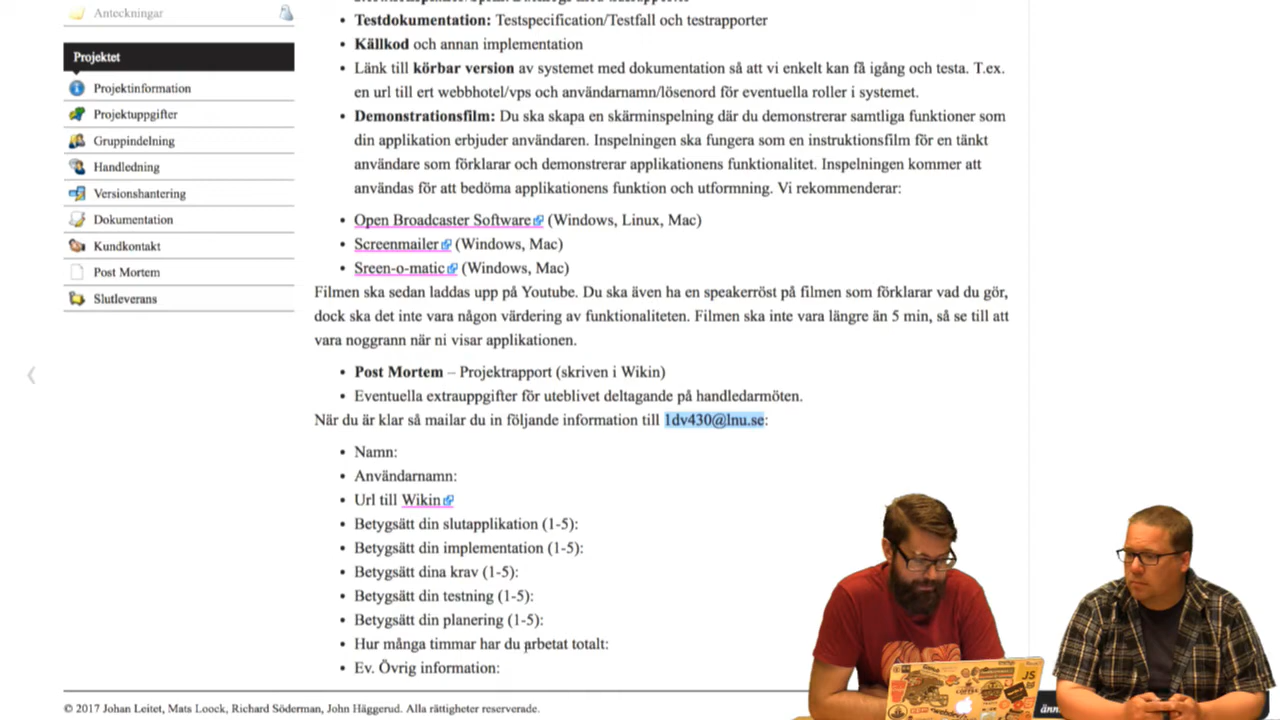 Anteckningar
Projektet
Projektinformation
Projektuppgifter
Gruppindelning
Handledning
Versionshantering
Dokumentation
Kundkontakt
Post Mortem
Slutleverans
Testdokumentation: Testspecification/Testfall och testrapporter
Källkod och annan implementation
Länk till körbar version av systemet med dokumentation så att vi enkelt kan få igång och testa. T.ex.
en url till ert webbhotel/vps och användarnamn/lösenord för eventuella roller i systemet.
Demonstrationsfilm: Du ska skapa en skärminspelning där du demonstrerar samtliga funktioner som
din applikation erbjuder användaren. Inspelningen ska fungera som en instruktionsfilm för en tänkt
användare som förklarar och demonstrerar applikationens funktionalitet. Inspelningen kommer att
användas för att bedöma applikationens funktion och utformning. Vi rekommenderar:
Open Broadcaster Software (Windows, Linux, Mac)
Screenmailer (Windows, Mac)
Sreen-o-matic (Windows, Mac)
Filmen ska sedan laddas upp på Youtube. Du ska även ha en speakerröst på filmen som förklarar vad du gör,
dock ska det inte vara någon värdering av funktionaliteten. Filmen ska inte vara längre än 5 min, så se till att
vara noggrann när ni visar applikationen.
Post Mortem – Projektrapport (skriven i Wikin)
Eventuella extrauppgifter för uteblivet deltagande på handledarmöten.
När du är klar så mailar du in följande information till 1dv430@lnu.se:
Namn:
Användarnamn:
Url till Wikin
Betygsätt din slutapplikation (1-5):
Betygsätt din implementation (1-5):
Betygsätt dina krav (1-5):
Betygsätt din testning (1-5):
Betygsätt din planering (1-5):
Hur många timmar har du arbetat totalt:
Ev. Övrig information:
© 2017 Johan Leitet, Mats Loock, Richard Söderman, John Häggerud. Alla rättigheter reserverade.
JS